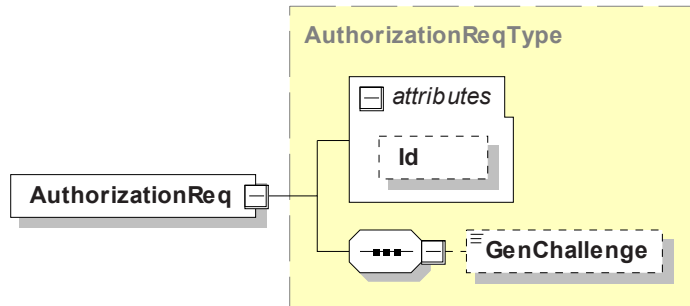 AuthorizationReqType
attributes
Id
AuthorizationReq
GenChallenge